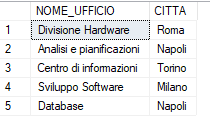 NOME_UFFICIO CITTA
1 Divisione Hardware Roma
2 Analisi e pianificazioni Napoli
3 Centro di informazioni Torino
4 Sviluppo Software Milano
5 Database Napoli